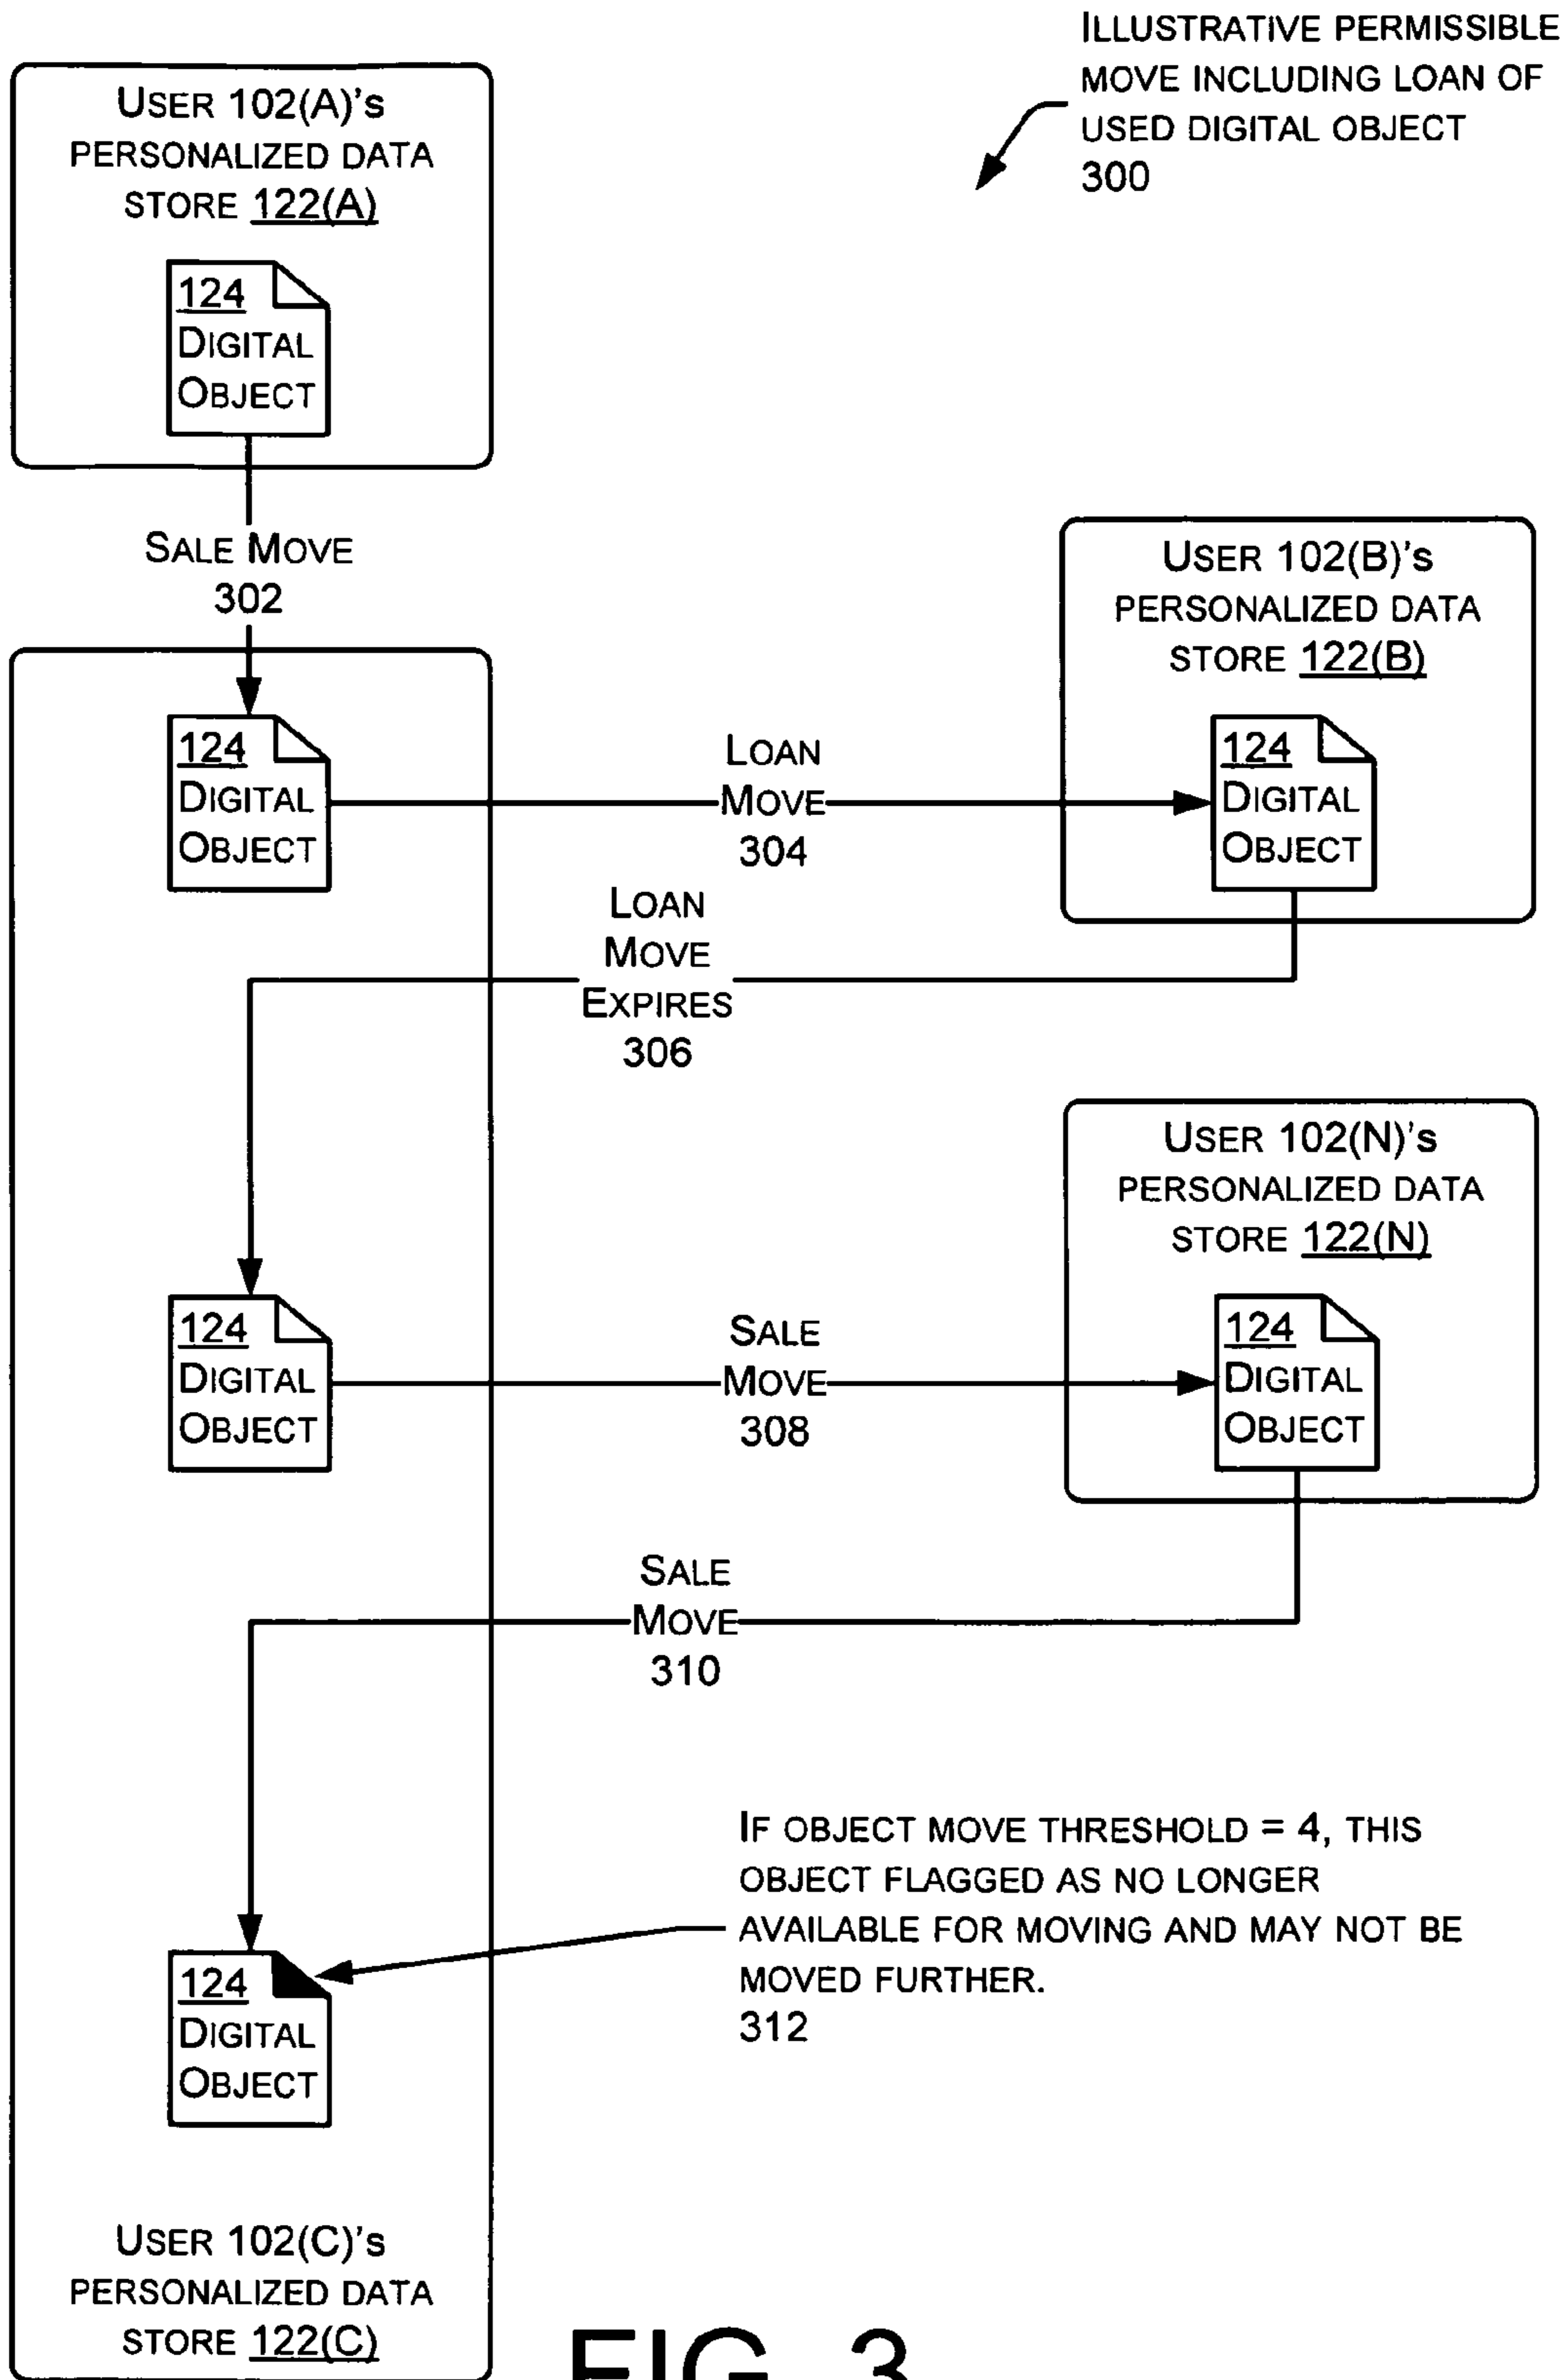 ILLUSTRATIVE PERMISSIBLE
MOVE INCLUDING LOAN OF
USED DIGITAL OBJECT
300
USER 102(A)'s
PERSONALIZED DATA
STORE 122(A)
124
DIGITAL
OBJECT
SALE MOVE
302
USER 102(B)'s
PERSONALIZED DATA
STORE 122(B)
124
DIGITAL
OBJECT
LOAN
MOVE
304
124
DIGITAL
OBJECT
LOAN
MOVE
EXPIRES
306
USER 102(N)'s
PERSONALIZED DATA
STORE 122(N)
124
DIGITAL
OBJECT
SALE
MOVE
308
124
DIGITAL
OBJECT
SALE
MOVE
310
IF OBJECT MOVE THRESHOLD = 4, THIS
OBJECT FLAGGED AS NO LONGER
AVAILABLE FOR MOVING AND MAY NOT BE
MOVED FURTHER.
312
124
DIGITAL
OBJECT
USER 102(C)'s
PERSONALIZED DATA
STORE 122(C)
FIG. 3